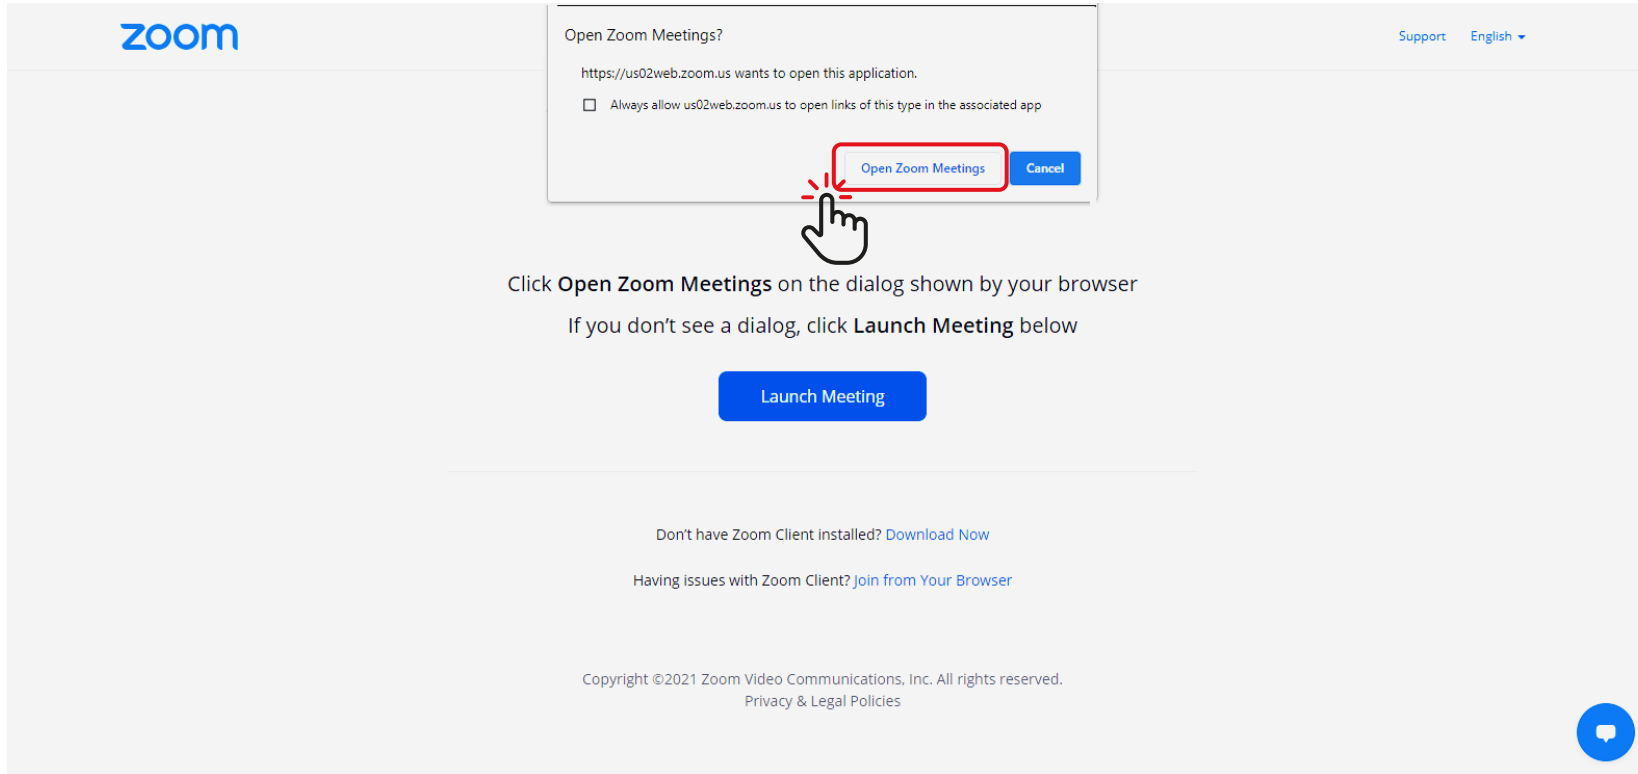 zoom
Support English
Open Zoom Meetings?
https://us02web.zoom.us wants to open this application.
Always allow us02web.zoom.us to open links of this type in the associated app
Open Zoom Meetings Cancel
Click Open Zoom Meetings on the dialog shown by your browser
If you don't see a dialog, click Launch Meeting below
Launch Meeting
Don't have Zoom Client installed? Download Now
Having issues with Zoom Client? Join from Your Browser
Copyright ©2021 Zoom Video Communications, Inc. All rights reserved.
Privacy & Legal Policies